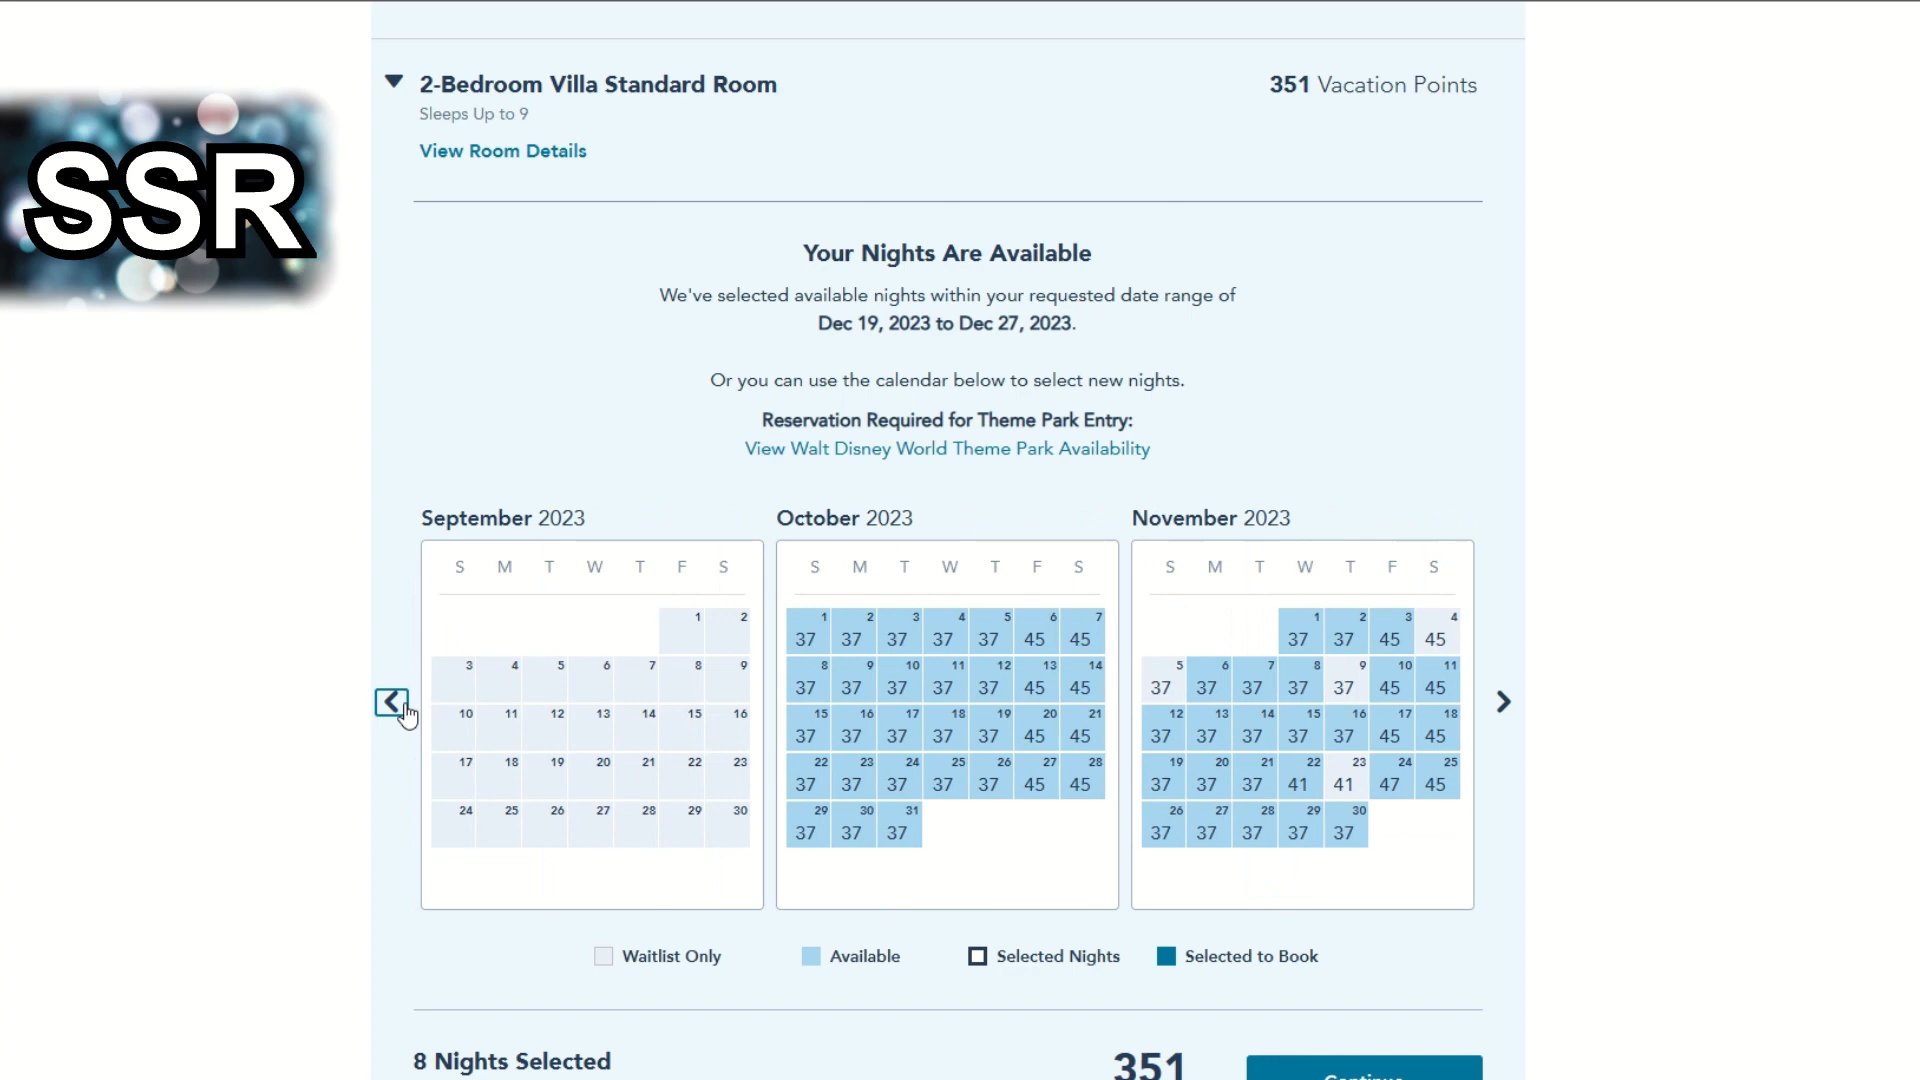 2-Bedroom Villa Standard Room
351 Vacation Points
Sleeps Up to 9
View Room Details
SSR
Your Nights Are Available
We've selected available nights within your requested date range of
Dec 19, 2023 to Dec 27, 2023.
Or you can use the calendar below to select new nights.
Reservation Required for Theme Park Entry:
View Walt Disney World Theme Park Availability
September 2023
S M T W T F S
1 2
3 4 5 6 7 8 9
10 11 12 13 14 15 16
17 18 19 20 21 22 23
24 25 26 27 28 29 30
October 2023
S M T W T F S
1 2 3 4 5 6 7
37 37 37 37 37 45 45
8 9 10 11 12 13 14
37 37 37 37 37 45 45
15 16 17 18 19 20 21
37 37 37 37 37 45 45
22 23 24 25 26 27 28
37 37 37 37 37 45 45
29 30 31
37 37 37
November 2023
S M T W T F S
1 2 3 4
37 37 45 45
5 6 7 8 9 10 11
37 37 37 37 37 45 45
12 13 14 15 16 17 18
37 37 37 37 37 45 45
19 20 21 22 23 24 25
37 37 37 41 41 47 45
26 27 28 29 30
37 37 37 37 37
Waitlist Only
Available
Selected Nights
Selected to Book
8 Nights Selected
351
Continue